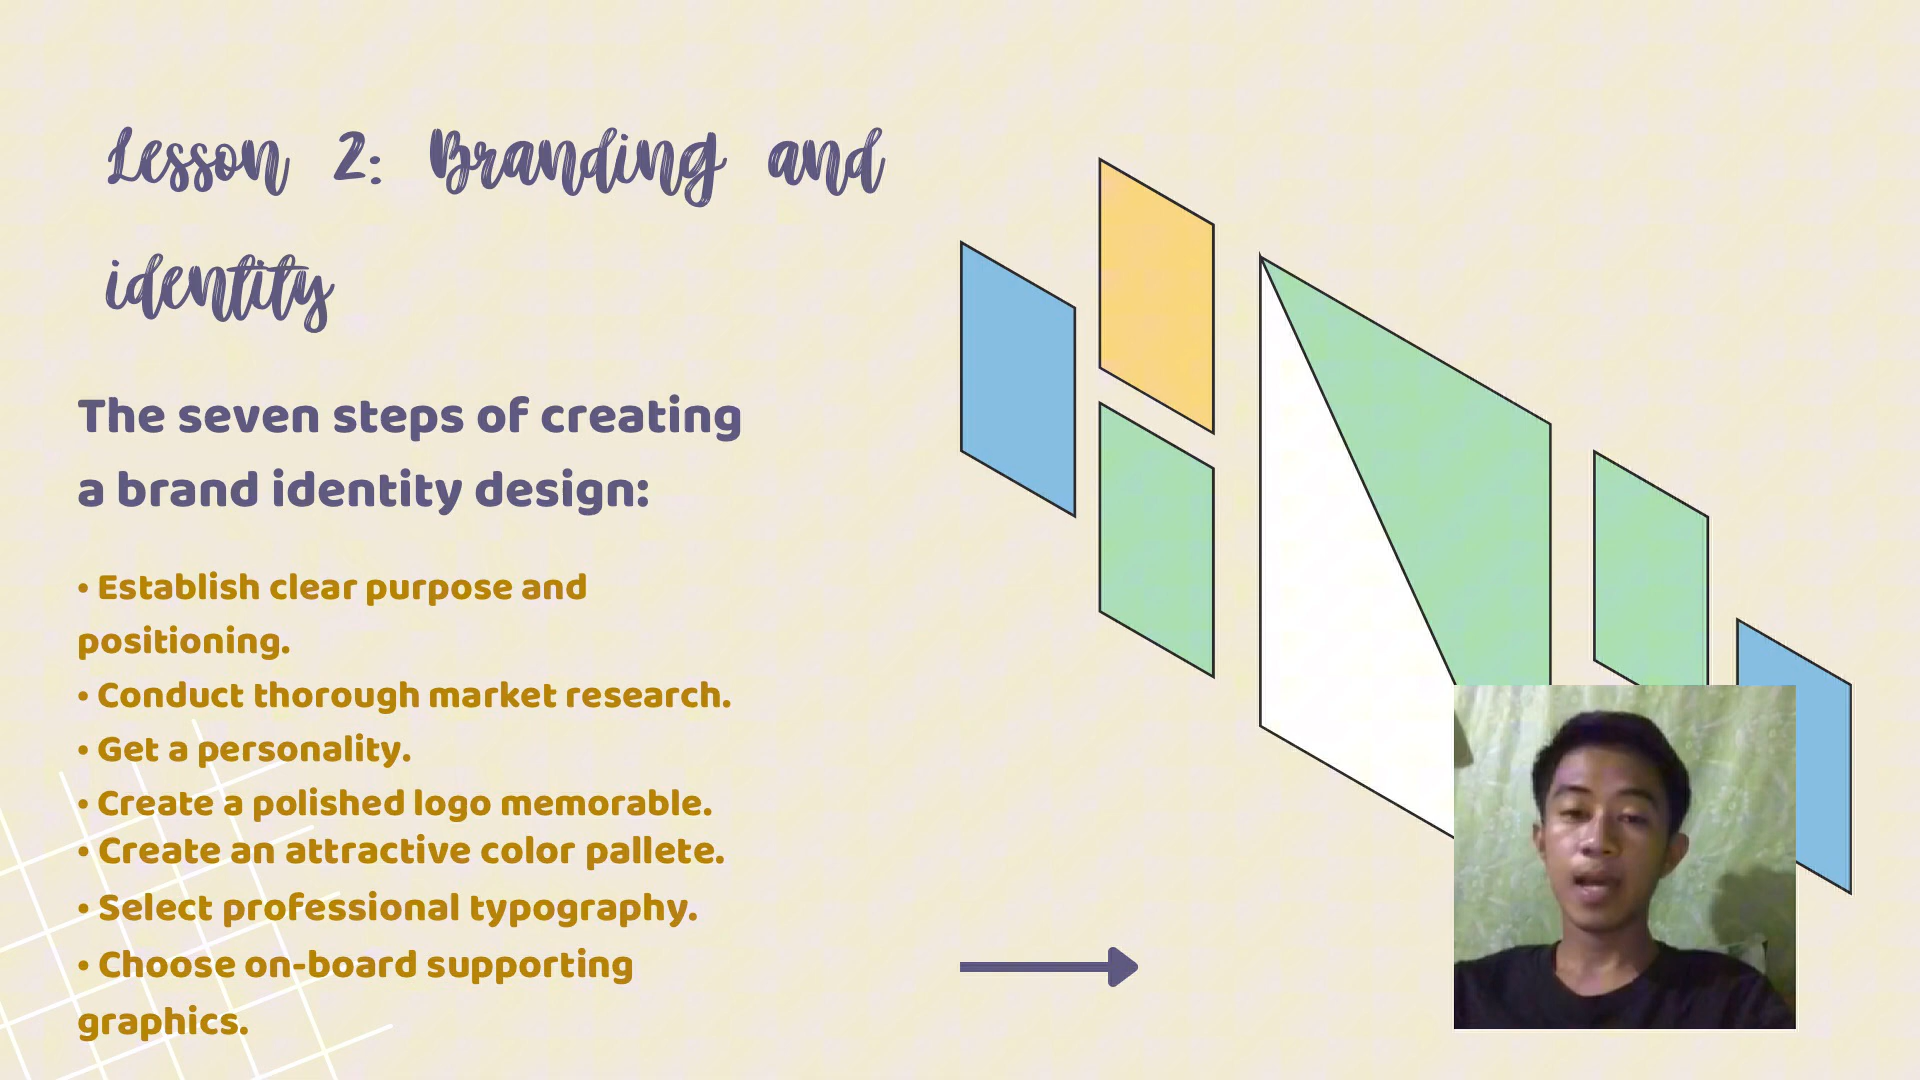 Lesson 2: Branding and
identity
The seven steps of creating
a brand identity design:
• Establish clear purpose and
positioning.
• Conduct thorough market research.
• Get a personality.
• Create a polished logo memorable.
• Create an attractive color pallete.
• Select professional typography.
• Choose on-board supporting
graphics.